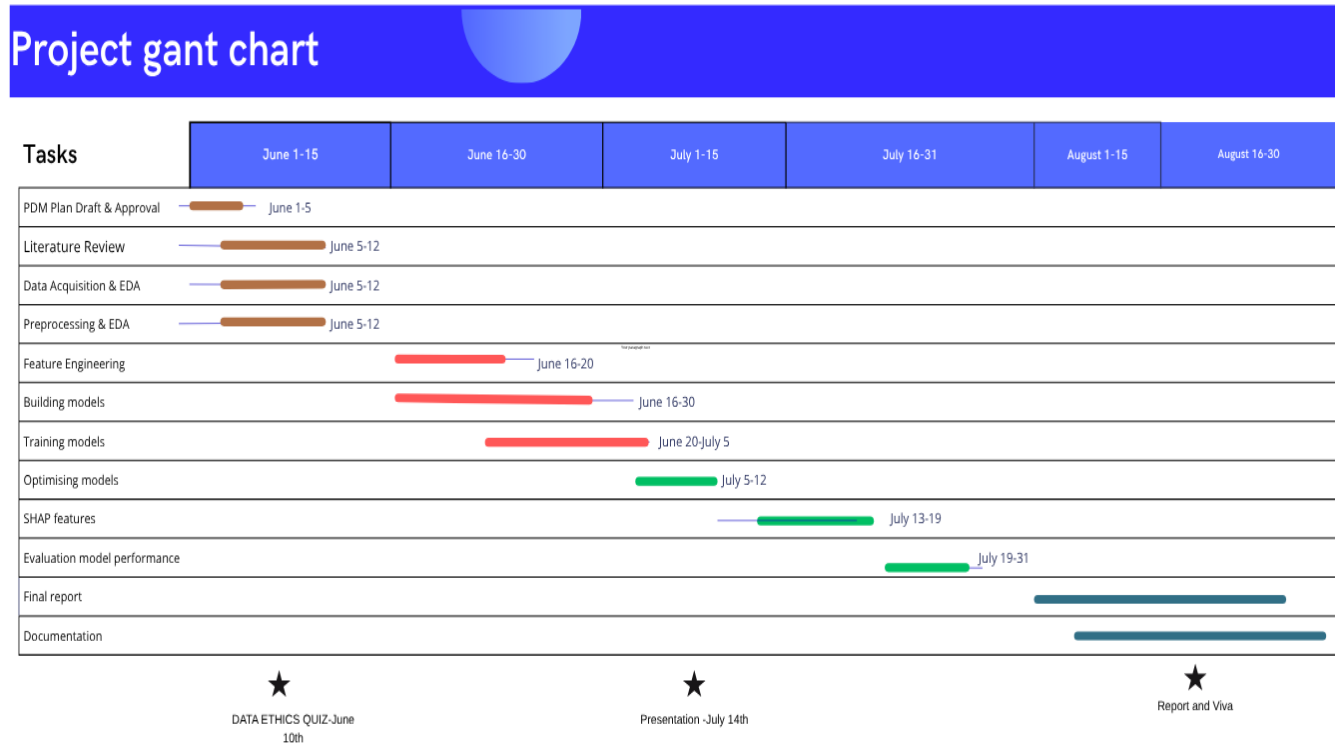 Project gant chart
Tasks
June 1-15
June 16-30
July 1-15
July 16-31
August 1-15
August 16-30
PDM Plan Draft & Approval
June 1-5
Literature Review
June 5-12
Data Acquisition & EDA
June 5-12
Preprocessing & EDA
June 5-12
Your paragraph text
Feature Engineering
June 16-20
Building models
June 16-30
Training models
June 20-July 5
Optimising models
July 5-12
SHAP features
July 13-19
Evaluation model performance
July 19-31
Final report
Documentation
DATA ETHICS QUIZ-June
10th
Presentation -July 14th
Report and Viva